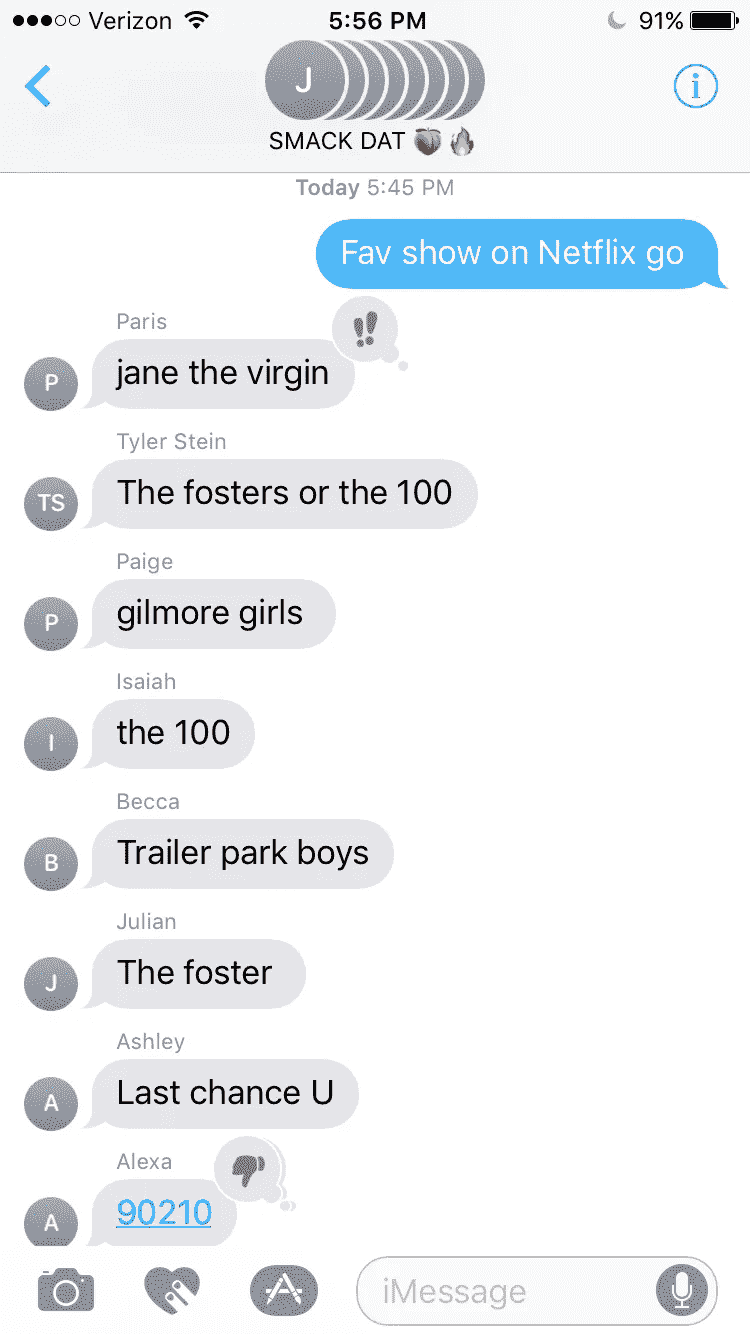 Verizon 5:56 PM 91%
J
SMACK DAT 🍑🔥
Today 5:45 PM
Fav show on Netflix go
Paris
‼
P jane the virgin
Tyler Stein
TS The fosters or the 100
Paige
P gilmore girls
Isaiah
I the 100
Becca
B Trailer park boys
Julian
J The foster
Ashley
A Last chance U
Alexa
A 90210
iMessage